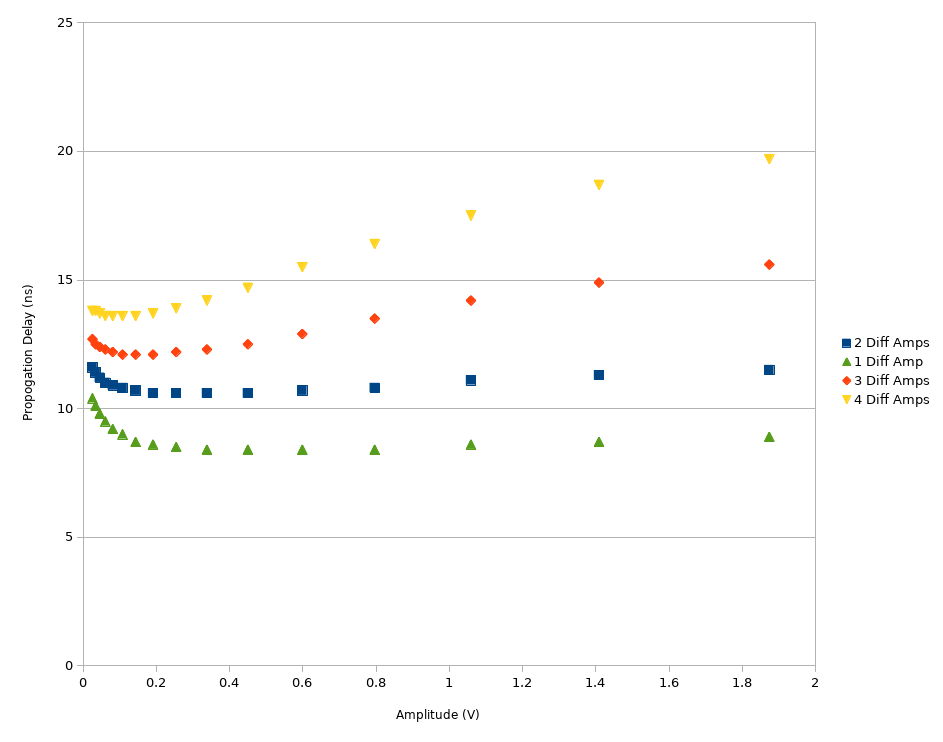 25
20
15
10
5
0
Propogation Delay (ns)
0 0.2 0.4 0.6 0.8 1 1.2 1.4 1.6 1.8 2
Amplitude (V)
2 Diff Amps
1 Diff Amp
3 Diff Amps
4 Diff Amps